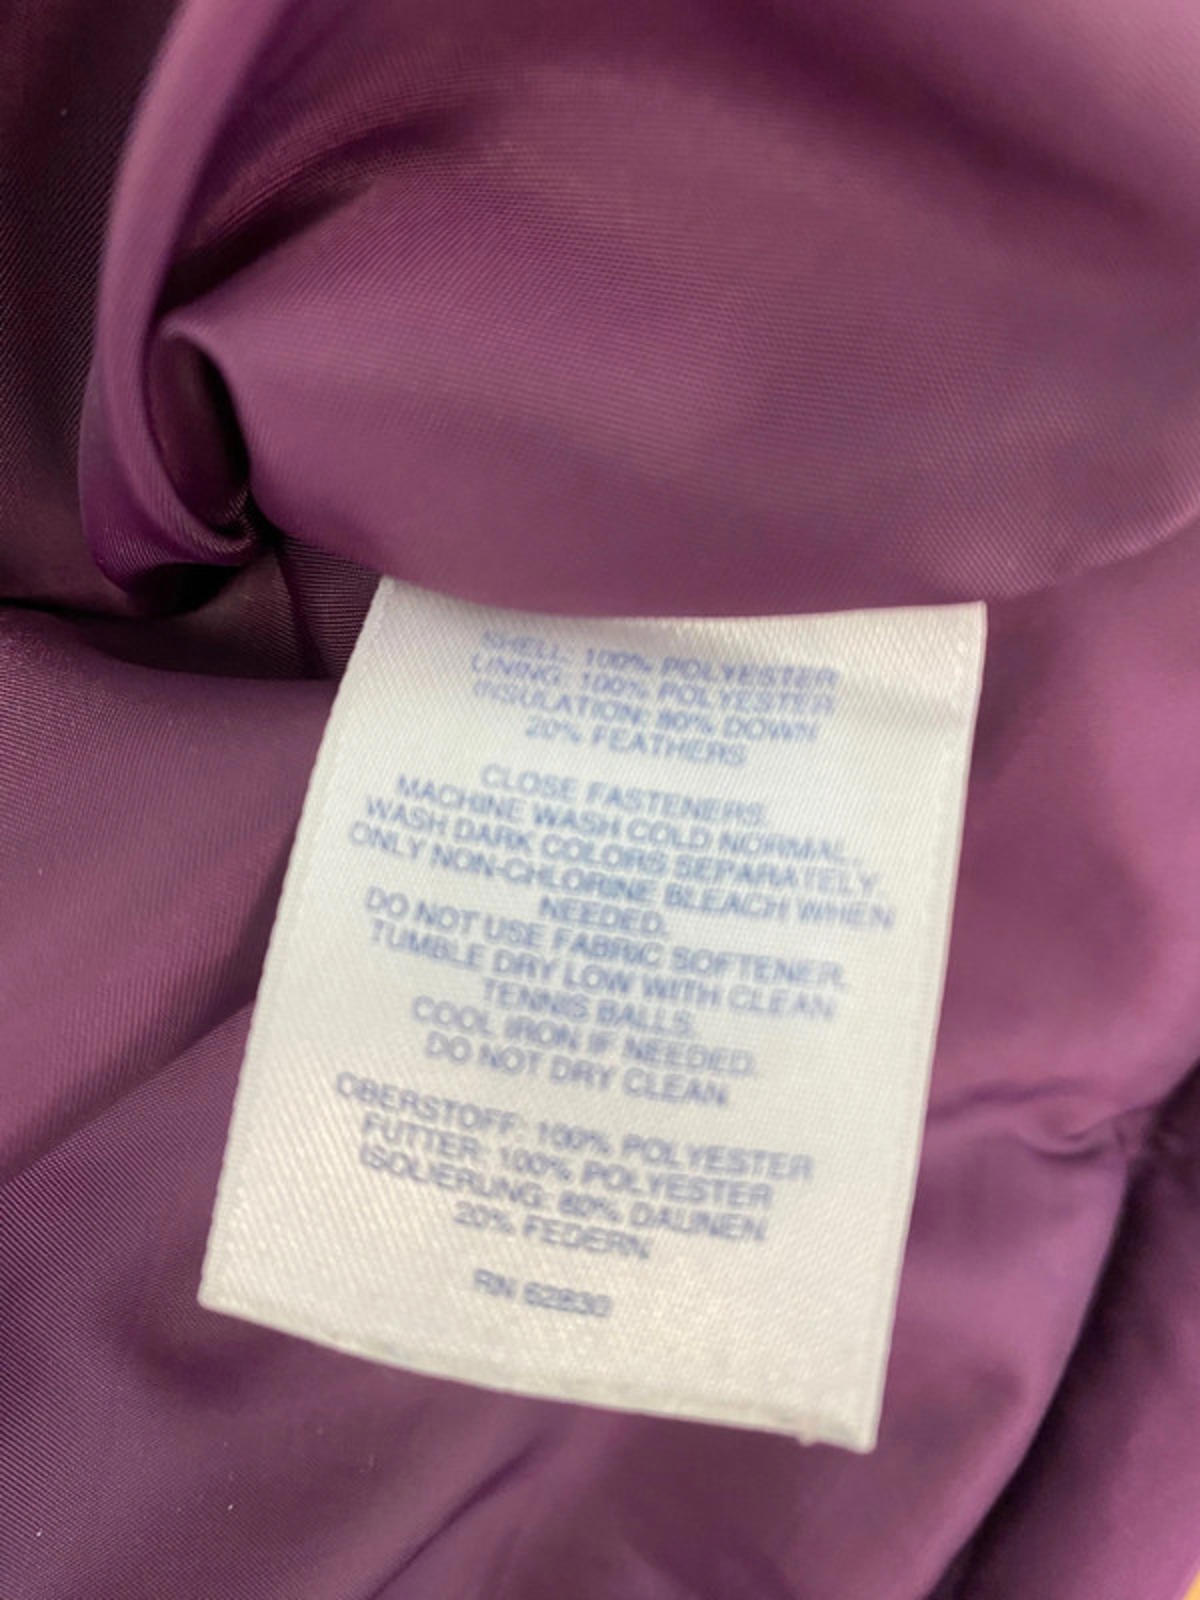 SHELL: 100% POLYESTER
LINING: 100% POLYESTER
INSULATION: 80% DOWN
20% FEATHERS
CLOSE FASTENERS.
MACHINE WASH COLD NORMAL.
WASH DARK COLORS SEPARATELY.
ONLY NON-CHLORINE BLEACH WHEN
NEEDED.
DO NOT USE FABRIC SOFTENER.
TUMBLE DRY LOW WITH CLEAN
TENNIS BALLS.
COOL IRON IF NEEDED.
DO NOT DRY CLEAN.
OBERSTOFF: 100% POLYESTER
FUTTER: 100% POLYESTER
ISOLIERUNG: 80% DAUNEN
20% FEDERN
RN 62830